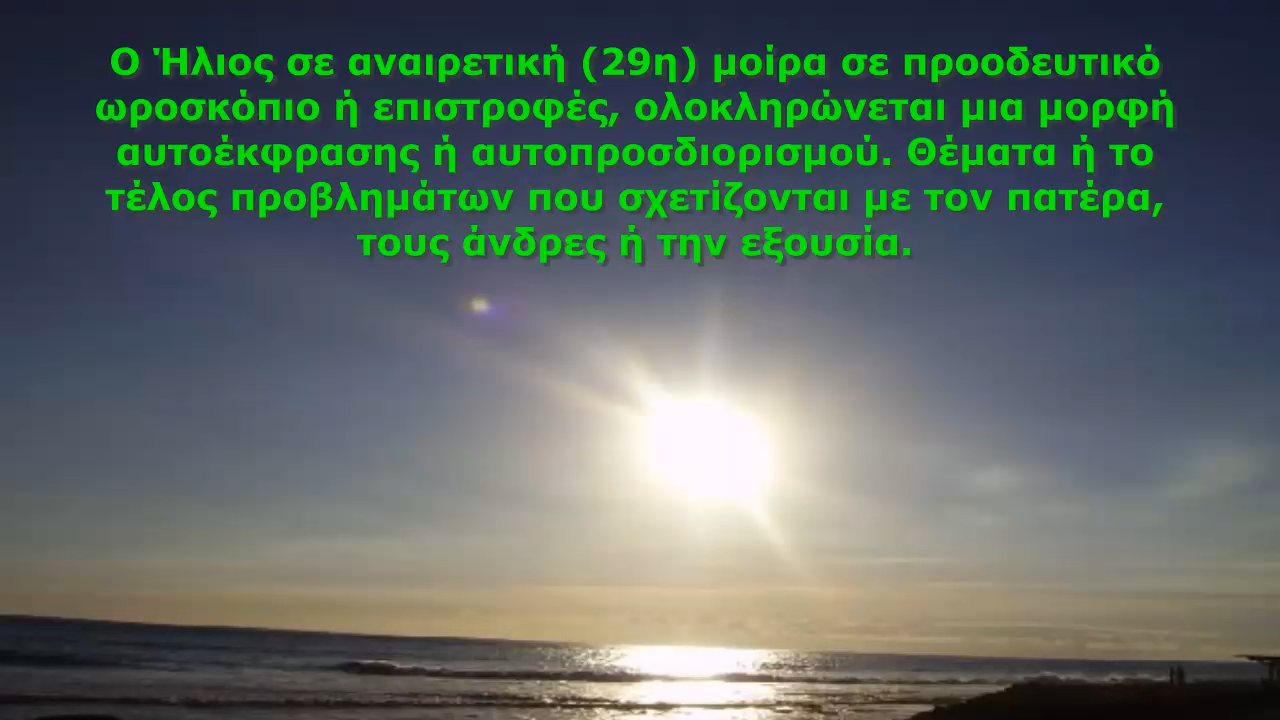 Ο Ήλιος σε αναιρετική (29η) μοίρα σε προοδευτικό
ωροσκόπιο ή επιστροφές, ολοκληρώνεται μια μορφή
αυτοέκφρασης ή αυτοπροσδιορισμού. Θέματα ή το
τέλος προβλημάτων που σχετίζονται με τον πατέρα,
τους άνδρες ή την εξουσία.